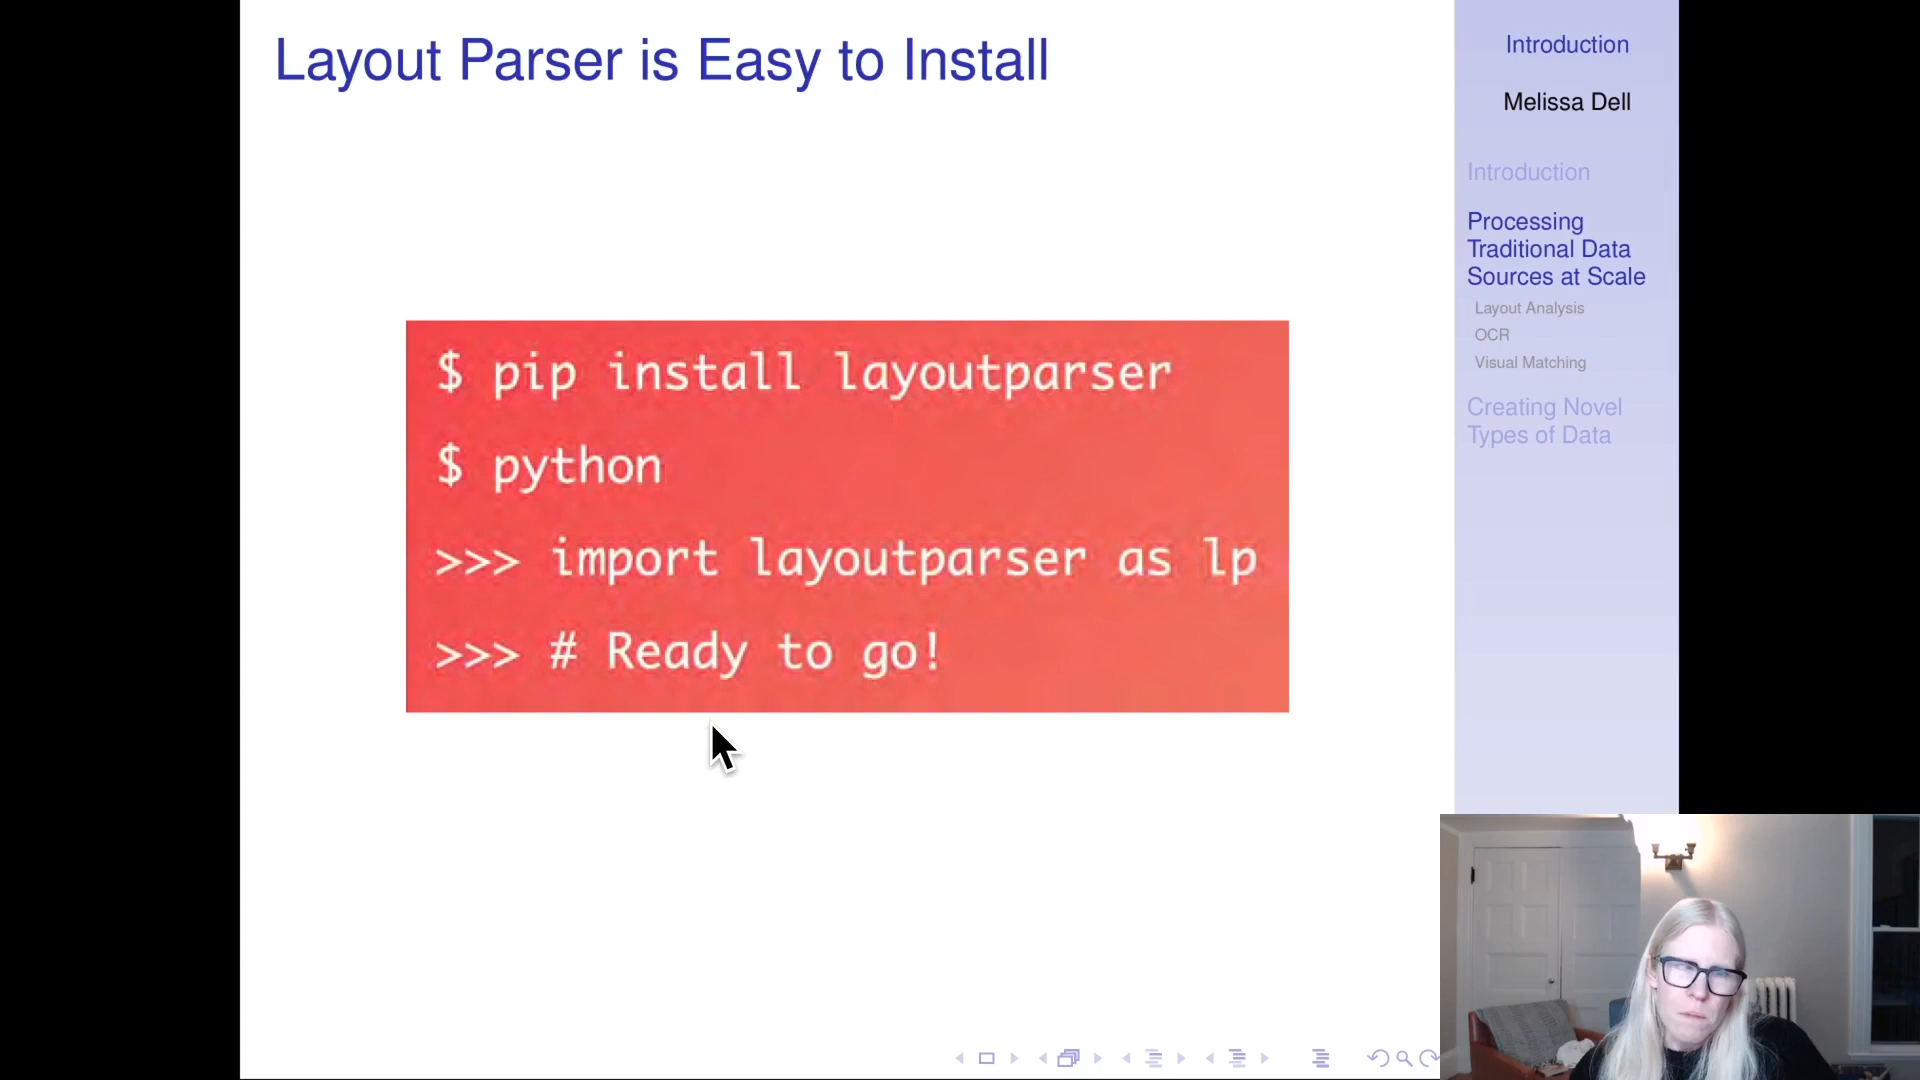 Layout Parser is Easy to Install
$ pip install layoutparser
$ python
>>> import layoutparser as lp
>>> # Ready to go!
Introduction
Melissa Dell
Introduction
Processing
Traditional Data
Sources at Scale
Layout Analysis
OCR
Visual Matching
Creating Novel
Types of Data